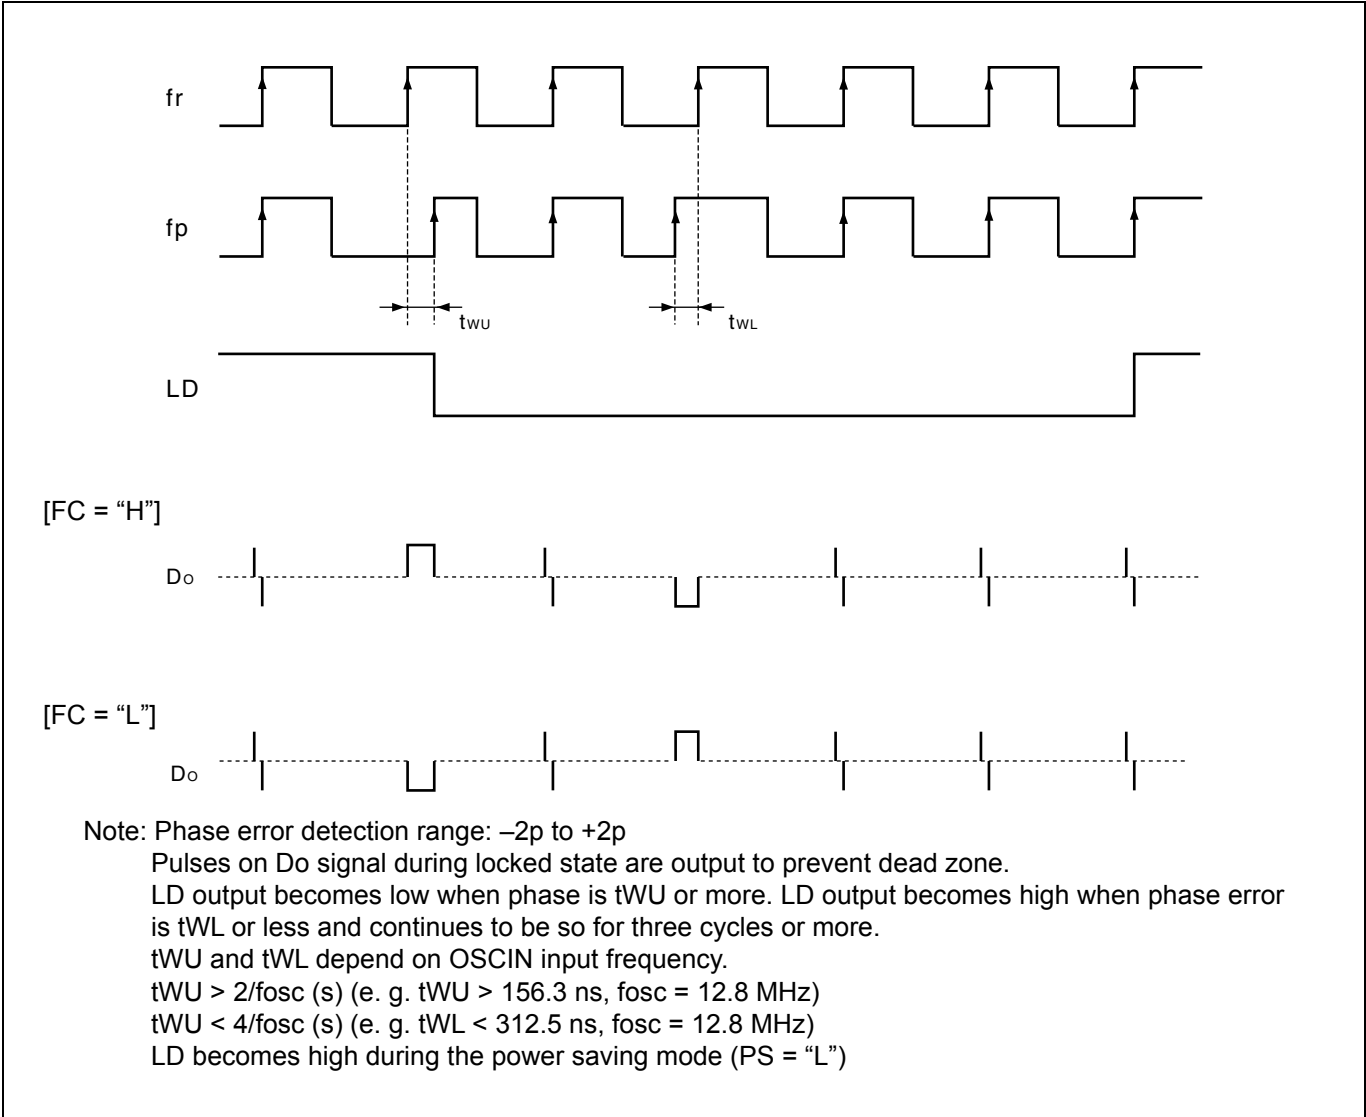 fr
fp
tWU
tWL
LD
[FC = “H”]
DO
[FC = “L”]
DO
Note: Phase error detection range: –2p to +2p
Pulses on Do signal during locked state are output to prevent dead zone.
LD output becomes low when phase is tWU or more. LD output becomes high when phase error
is tWL or less and continues to be so for three cycles or more.
tWU and tWL depend on OSCIN input frequency.
tWU > 2/fosc (s) (e. g. tWU > 156.3 ns, fosc = 12.8 MHz)
tWU < 4/fosc (s) (e. g. tWL < 312.5 ns, fosc = 12.8 MHz)
LD becomes high during the power saving mode (PS = “L”)